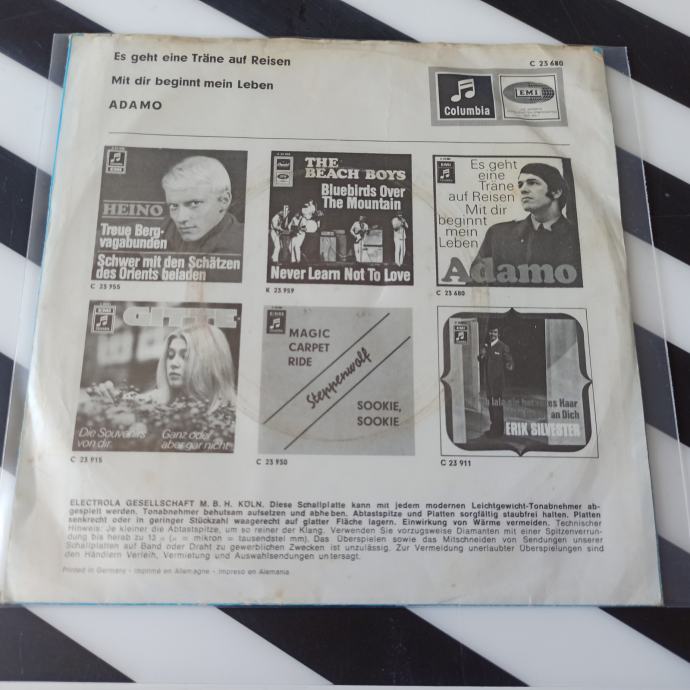 Es geht eine Träne auf Reisen
C 23 680
Mit dir beginnt mein Leben
ADAMO
Columbia
EMI
EMI
HEINO
Treue Berg-
vagabunden
Schwer mit den Schätzen
des Orients beladen
C 23 955
THE
BEACH BOYS
Bluebirds Over
The Mountain
Never Learn Not To Love
K 23 959
Es geht
eine
Träne
auf Reisen
Mit dir
beginnt
mein
Leben
Adamo
C 23 680
EMI
GITTE
Die Souvenirs
von dir
Ganz oder
aber gar nicht
C 23 915
MAGIC
CARPET
RIDE
Steppenwolf
SOOKIE,
SOOKIE
C 23 950
EMI
es Haar
an Dich
ERIK SILVESTER
C 23 911
ELECTROLA GESELLSCHAFT M. B. H. KÖLN. Diese Schallplatte kann mit jedem modernen Leichtgewicht-Tonabnehmer ab-
gespielt werden. Tonabnehmer behutsam aufsetzen und abheben. Abtastspitze und Platten sorgfältig staubfrei halten. Platten
senkrecht oder in geringer Stückzahl waagerecht auf glatter Fläche lagern. Einwirkung von Wärme vermeiden. Technischer
Hinweis: Je kleiner die Abtastspitze, um so reiner der Klang. Verwenden Sie vorzugsweise Diamanten mit einer Spitzenverrun-
dung bis herab zu 13 µ (µ = mikron = tausendstel mm). Das Überspielen sowie das Mitschneiden von Sendungen unserer
Schallplatten auf Band oder Draht zu gewerblichen Zwecken ist unzulässig. Zur Vermeidung unerlaubter Überspielungen sind
den Händlern Verleih, Vermietung und Auswahlsendungen untersagt.
Printed in Germany - Imprimé en Allemagne - Impreso en Alemania